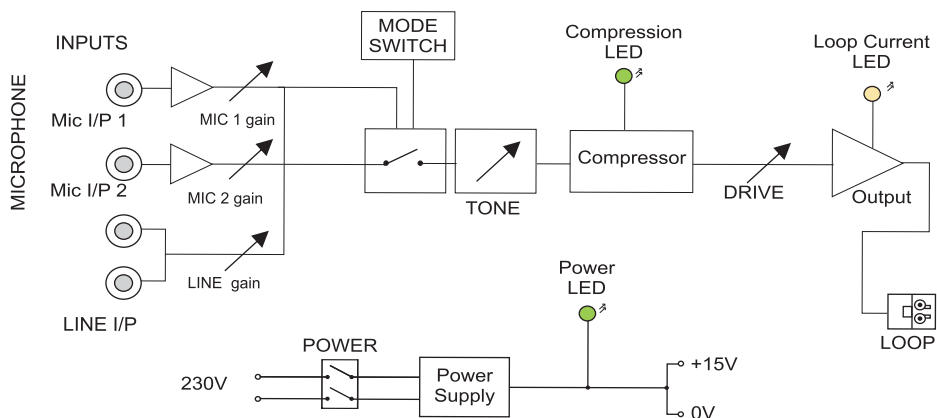 INPUTS
MICROPHONE
Mic I/P 1
MIC 1 gain
Mic I/P 2
MIC 2 gain
LINE gain
LINE I/P
MODE
SWITCH
TONE
Compression
LED
Compressor
DRIVE
Loop Current
LED
Output
LOOP
POWER
230V
Power
Supply
Power
LED
+15V
0V